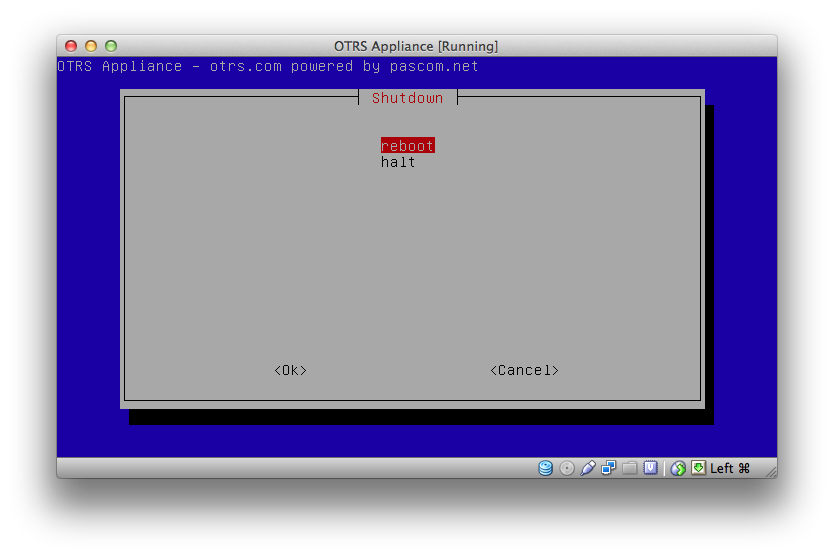 OTRS Appliance [Running]
OTRS Appliance - otrs.com powered by pascom.net
Shutdown
reboot
halt
<Ok> <Cancel>
Left ⌘